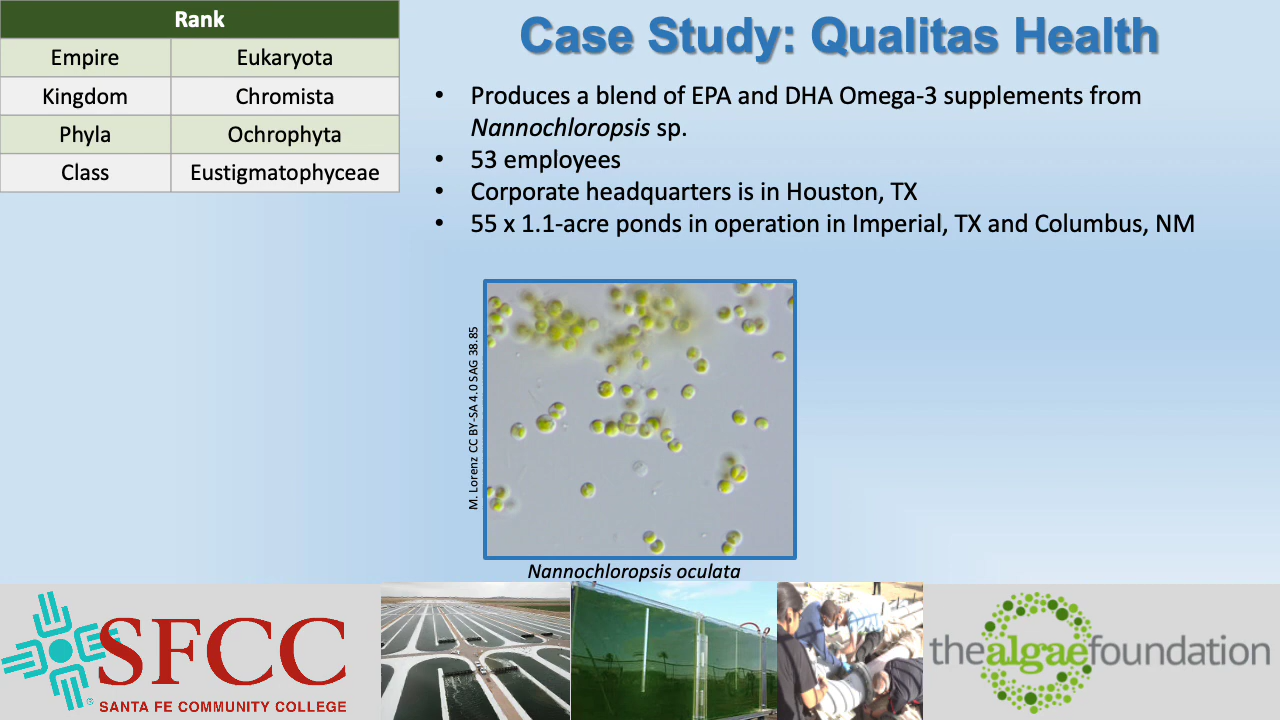 Rank
Empire Eukaryota
Kingdom Chromista
Phyla Ochrophyta
Class Eustigmatophyceae
Case Study: Qualitas Health
• Produces a blend of EPA and DHA Omega-3 supplements from
Nannochloropsis sp.
• 53 employees
• Corporate headquarters is in Houston, TX
• 55 x 1.1-acre ponds in operation in Imperial, TX and Columbus, NM
M. Lorenz CC BY-SA 4.0 SAG 38.85
Nannochloropsis oculata
SFCC
®
SANTA FE COMMUNITY COLLEGE
thealgaefoundation